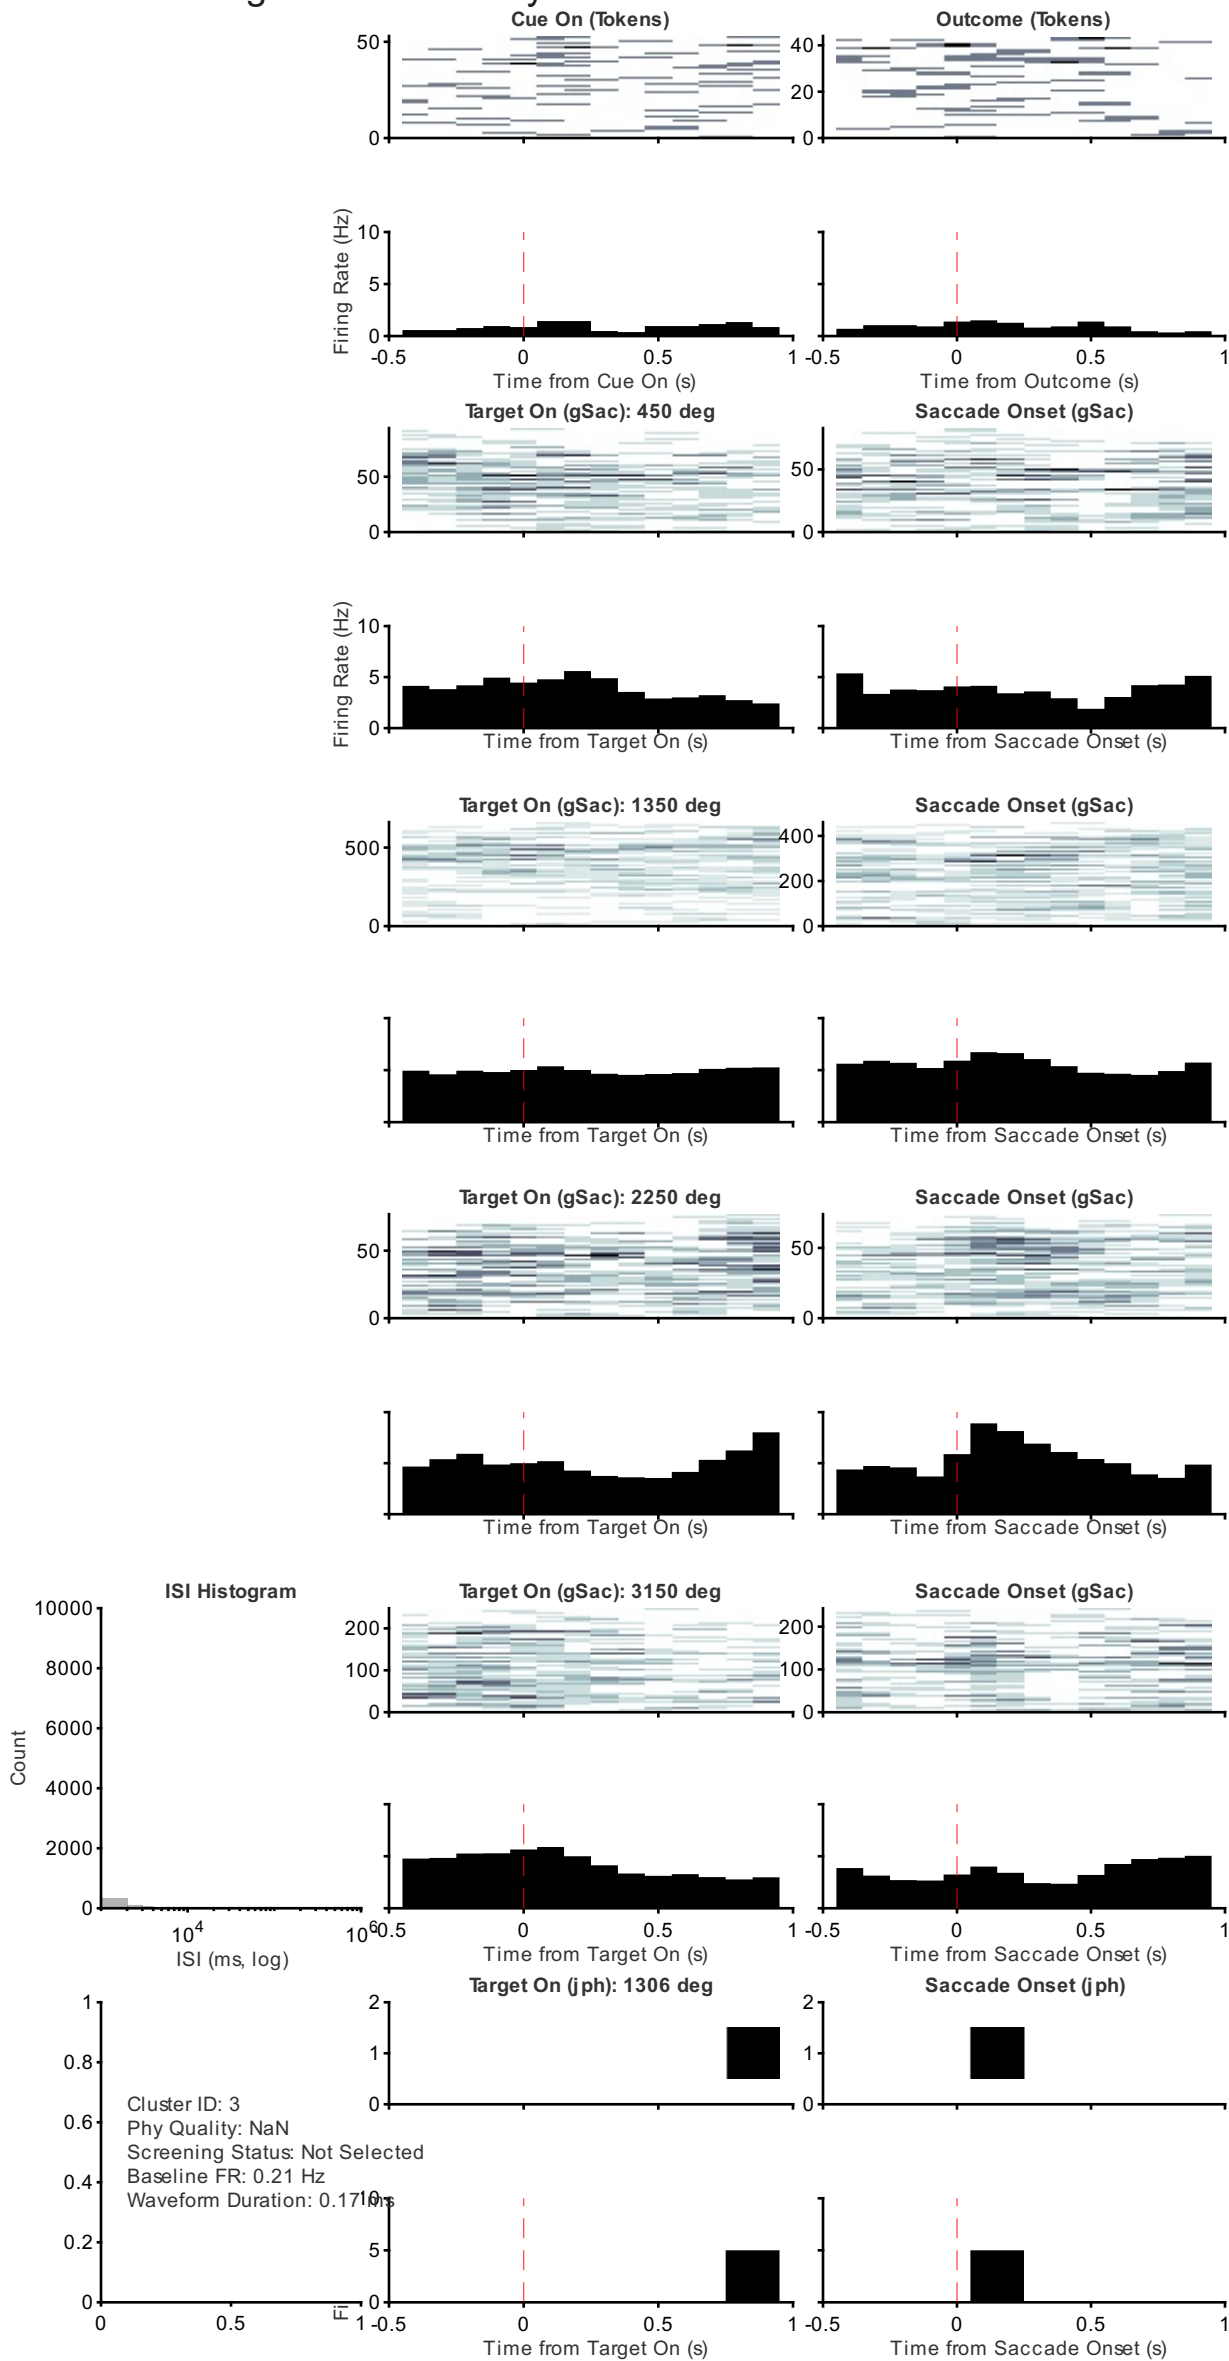 Cue On (Tokens)
Outcome (Tokens)
50
0
40
20
0
Firing Rate (Hz)
10
5
0
-0.5
0
0.5
1
-0.5
0
0.5
1
Time from Cue On (s)
Time from Outcome (s)
Target On (gSac): 450 deg
Saccade Onset (gSac)
50
0
50
0
Firing Rate (Hz)
10
5
0
Time from Target On (s)
Time from Saccade Onset (s)
Target On (gSac): 1350 deg
Saccade Onset (gSac)
500
0
400
200
0
Time from Target On (s)
Time from Saccade Onset (s)
Target On (gSac): 2250 deg
Saccade Onset (gSac)
50
0
50
0
Time from Target On (s)
Time from Saccade Onset (s)
ISI Histogram
Target On (gSac): 3150 deg
Saccade Onset (gSac)
Count
10000
8000
6000
4000
2000
0
10^4
10^6
ISI (ms, log)
200
100
0
200
100
0
-0.5
0
0.5
1
-0.5
0
0.5
1
Time from Target On (s)
Time from Saccade Onset (s)
Target On (jph): 1306 deg
Saccade Onset (jph)
1
0.8
0.6
0.4
0.2
0
0
0.5
1
Cluster ID: 3
Phy Quality: NaN
Screening Status: Not Selected
Baseline FR: 0.21 Hz
Waveform Duration: 0.17 ms
2
1
0
2
1
0
Fi
10
5
0
-0.5
0
0.5
1
-0.5
0
0.5
1
Time from Target On (s)
Time from Saccade Onset (s)